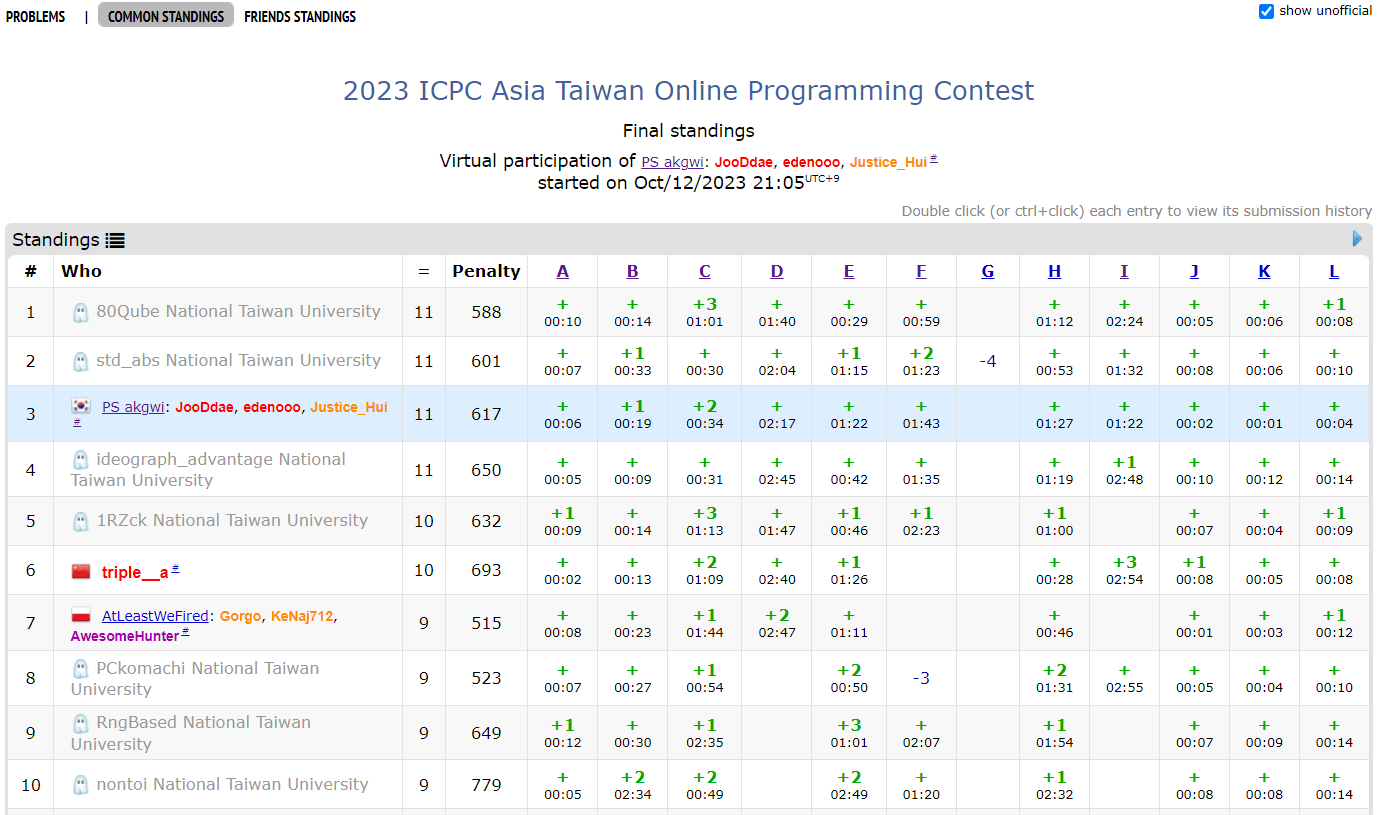 PROBLEMS | COMMON STANDINGS FRIENDS STANDINGS show unofficial
2023 ICPC Asia Taiwan Online Programming Contest
Final standings
Virtual participation of PS akgwi: JooDdae, edenooo, Justice_Hui #
started on Oct/12/2023 21:05 UTC+9
Double click (or ctrl+click) each entry to view its submission history
Standings
# Who = Penalty A B C D E F G H I J K L
1 80Qube National Taiwan University 11 588 + + +3 + + + + + + + +1
00:10 00:14 01:01 01:40 00:29 00:59 01:12 02:24 00:05 00:06 00:08
2 std_abs National Taiwan University 11 601 + +1 + + +1 +2 -4 + + + + +
00:07 00:33 00:30 02:04 01:15 01:23 00:53 01:32 00:08 00:06 00:10
3 PS akgwi: JooDdae, edenooo, Justice_Hui 11 617 + +1 +2 + + + + + + + +
# 00:06 00:19 00:34 02:17 01:22 01:43 01:27 01:22 00:02 00:01 00:04
4 ideograph_advantage National 11 650 + + + + + + + +1 + + +
Taiwan University 00:05 00:09 00:31 02:45 00:42 01:35 01:19 02:48 00:10 00:12 00:14
5 1RZck National Taiwan University 10 632 +1 + +3 + +1 +1 +1 + + +1
00:09 00:14 01:13 01:47 00:46 02:23 01:00 00:07 00:04 00:09
6 triple__a # 10 693 + + +2 + +1 + +3 +1 + +
00:02 00:13 01:09 02:40 01:26 00:28 02:54 00:08 00:05 00:08
7 AtLeastWeFired: Gorgo, KeNaj712, 9 515 + + +1 +2 + + + + +1
AwesomeHunter # 00:08 00:23 01:44 02:47 01:11 00:46 00:01 00:03 00:12
8 PCkomachi National Taiwan 9 523 + + +1 +2 -3 +2 + + + +
University 00:07 00:27 00:54 00:50 01:31 02:55 00:05 00:04 00:10
9 RngBased National Taiwan 9 649 +1 + +1 +3 + +1 + + +
University 00:12 00:30 02:35 01:01 02:07 01:54 00:07 00:09 00:14
10 nontoi National Taiwan University 9 779 + +2 +2 +2 + +1 + + +
00:05 02:34 00:49 02:49 01:20 02:32 00:08 00:08 00:14